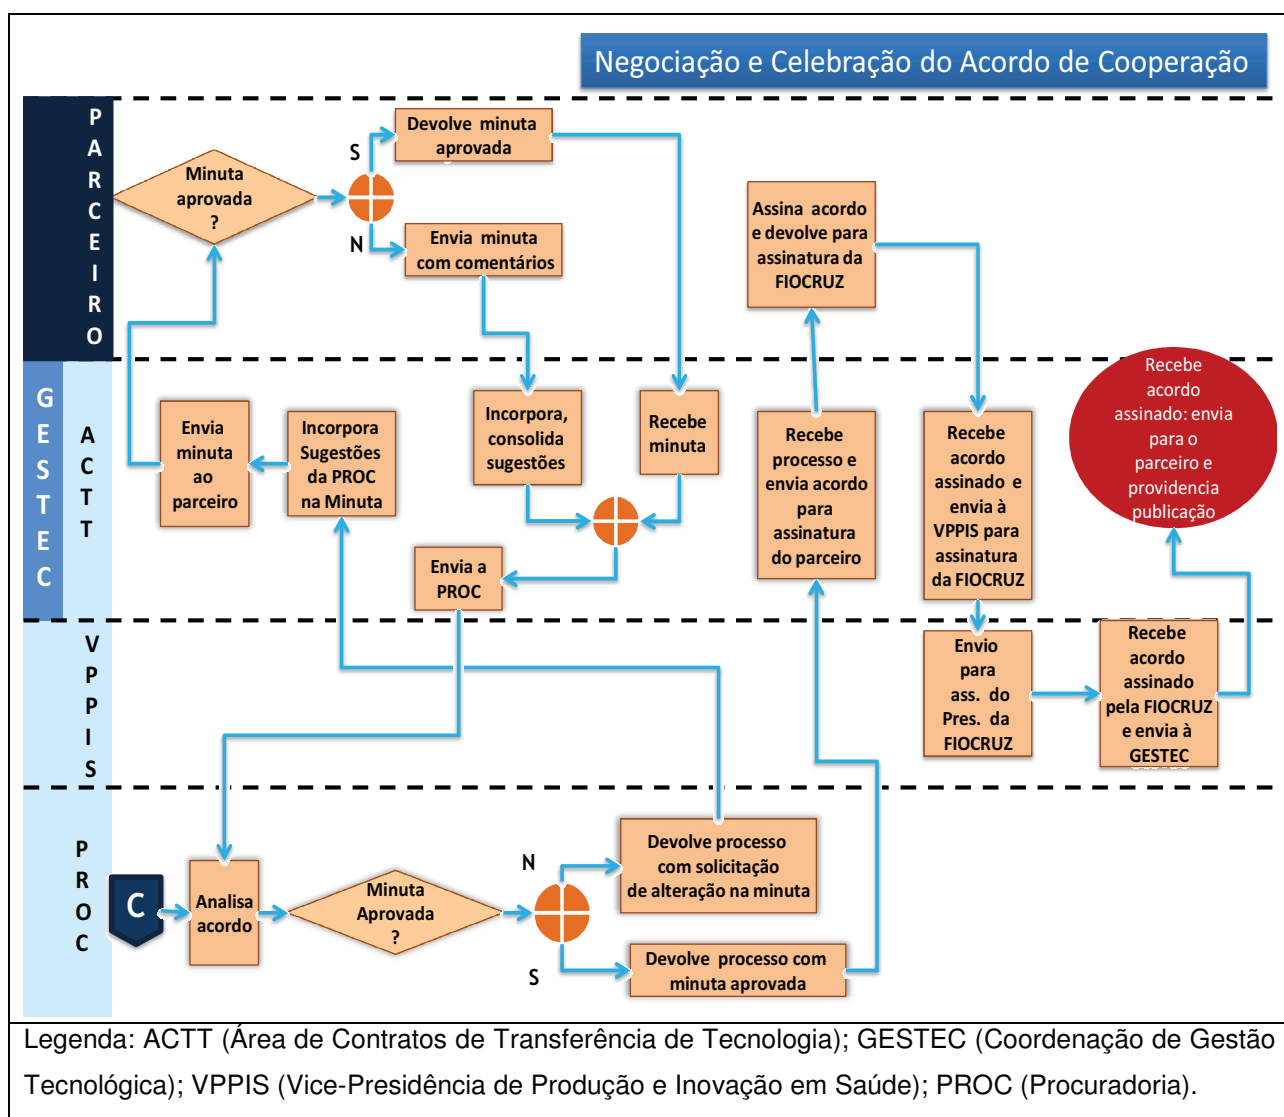 Negociação e Celebração do Acordo de Cooperação
PARCEIRO
Minuta
aprovada
?
S
N
Devolve minuta
aprovada
Envia minuta
com comentários
Assina acordo
e devolve para
assinatura da
FIOCRUZ
GESTEC
ACTT
Envia
minuta
ao
parceiro
Incorpora
Sugestões
da PROC
na Minuta
Incorpora,
consolida
sugestões
Recebe
minuta
Envia a
PROC
Recebe
processo e
envia acordo
para
assinatura
do parceiro
Recebe
acordo
assinado e
envia à
VPPIS para
assinatura
da FIOCRUZ
Recebe
acordo
assinado: envia
para o
parceiro e
providencia
publicação
VPPIS
Envio
para
ass. do
Pres. da
FIOCRUZ
Recebe
acordo
assinado
pela FIOCRUZ
e envia à
GESTEC
PROC
C
Analisa
acordo
Minuta
Aprovada
?
N
S
Devolve processo
com solicitação
de alteração na minuta
Devolve processo com
minuta aprovada
Legenda: ACTT (Área de Contratos de Transferência de Tecnologia); GESTEC (Coordenação de Gestão
Tecnológica); VPPIS (Vice-Presidência de Produção e Inovação em Saúde); PROC (Procuradoria).